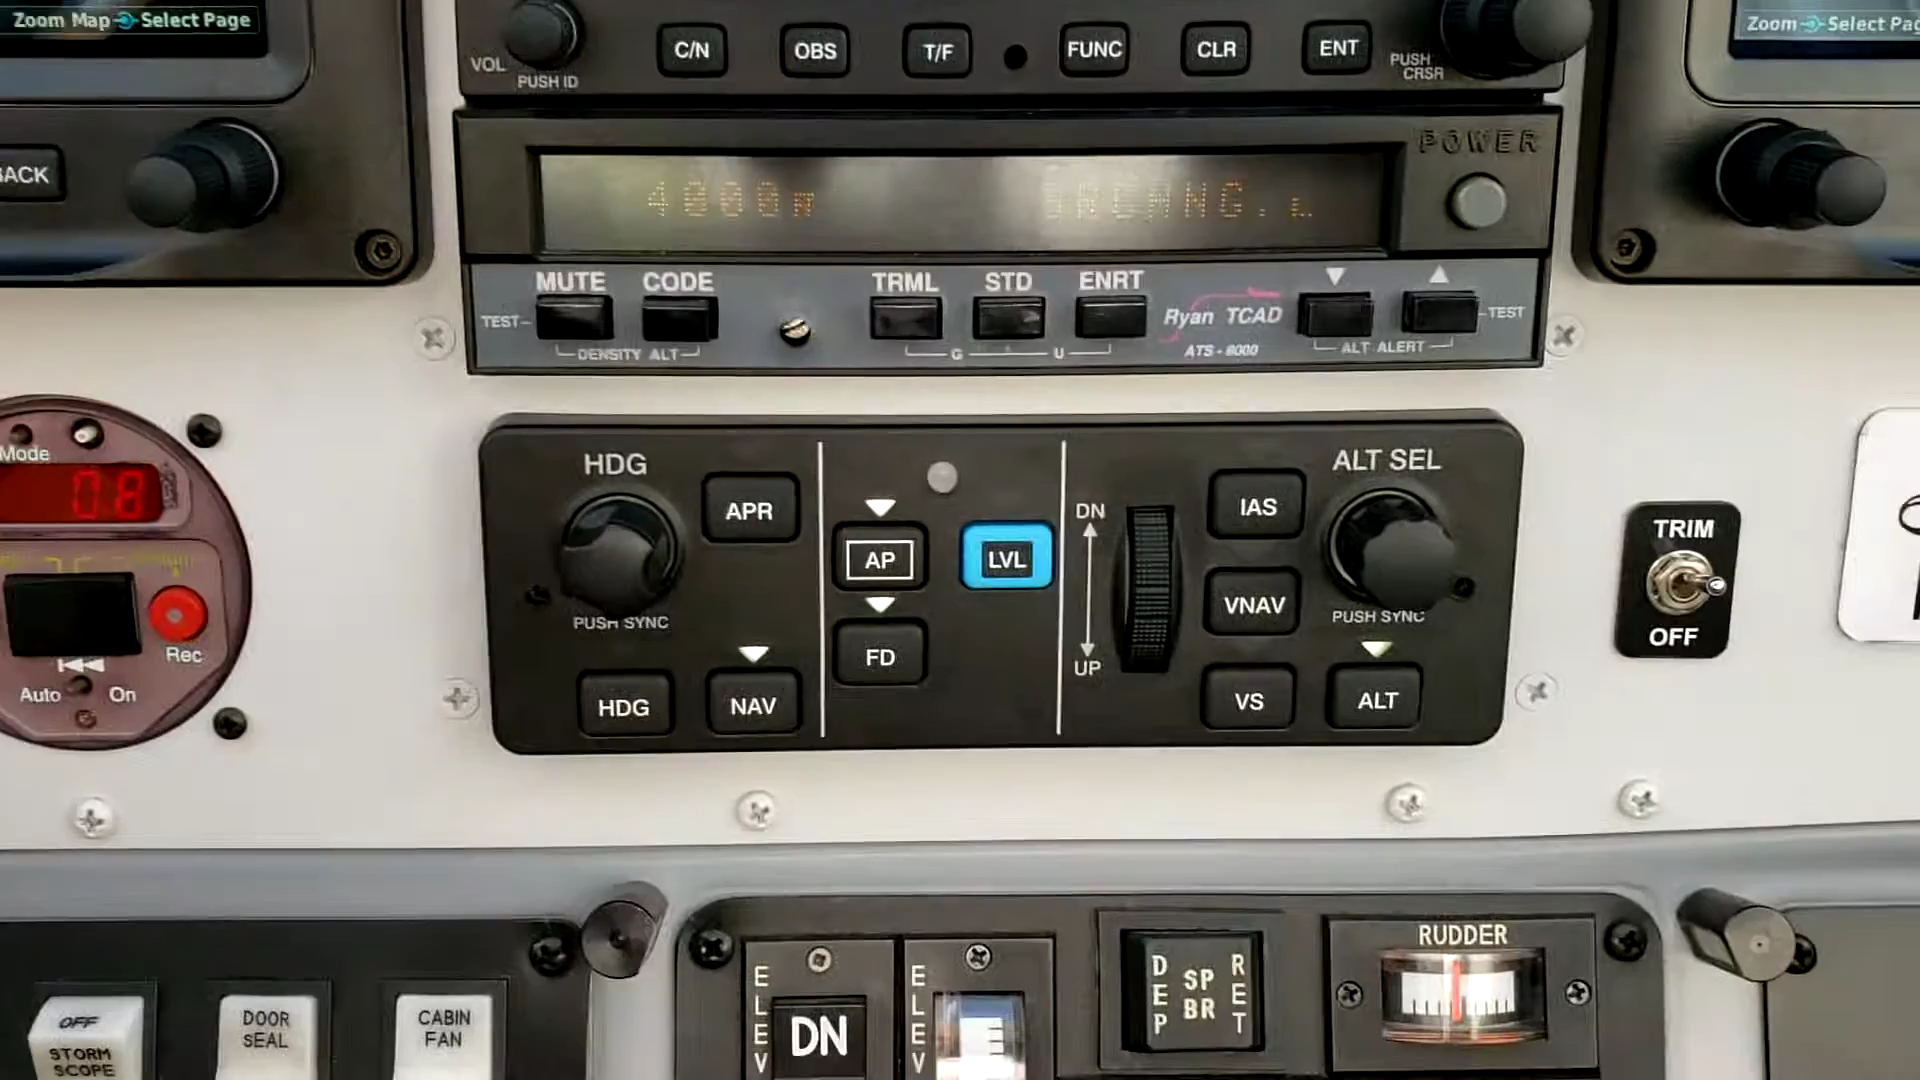 Zoom Map Select Page
Zoom Select Pag
VOL
PUSH ID
C/N
OBS
T/F
FUNC
CLR
ENT
PUSH
CRSR
BACK
POWER
4000
MUTE
CODE
TRML
STD
ENRT
TEST
DENSITY ALT
G
U
Ryan TCAD
ATS-8000
ALT ALERT
TEST
Mode
08
Rec
Auto
On
HDG
PUSH SYNC
APR
HDG
NAV
AP
LVL
FD
DN
UP
IAS
VNAV
VS
ALT SEL
PUSH SYNC
ALT
TRIM
OFF
OFF
STORM
SCOPE
DOOR
SEAL
CABIN
FAN
ELEV
DN
ELEV
DEP
SP
BR
RET
RUDDER